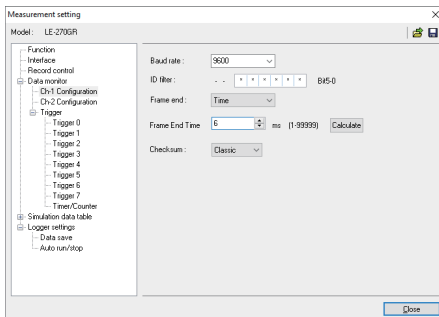 Measurement setting
Model : LE-270GR
Function
Interface
Record control
Data monitor
Ch-1 Configuration
Ch-2 Configuration
Trigger
Trigger 0
Trigger 1
Trigger 2
Trigger 3
Trigger 4
Trigger 5
Trigger 6
Trigger 7
Timer/Counter
Simulation data table
Logger settings
Data save
Auto run/stop
Baud rate : 9600
ID filter : - - * * * * * * Bit5-0
Frame end : Time
Frame End Time 6 ms (1-99999) Calculate
Checksum : Classic
Close